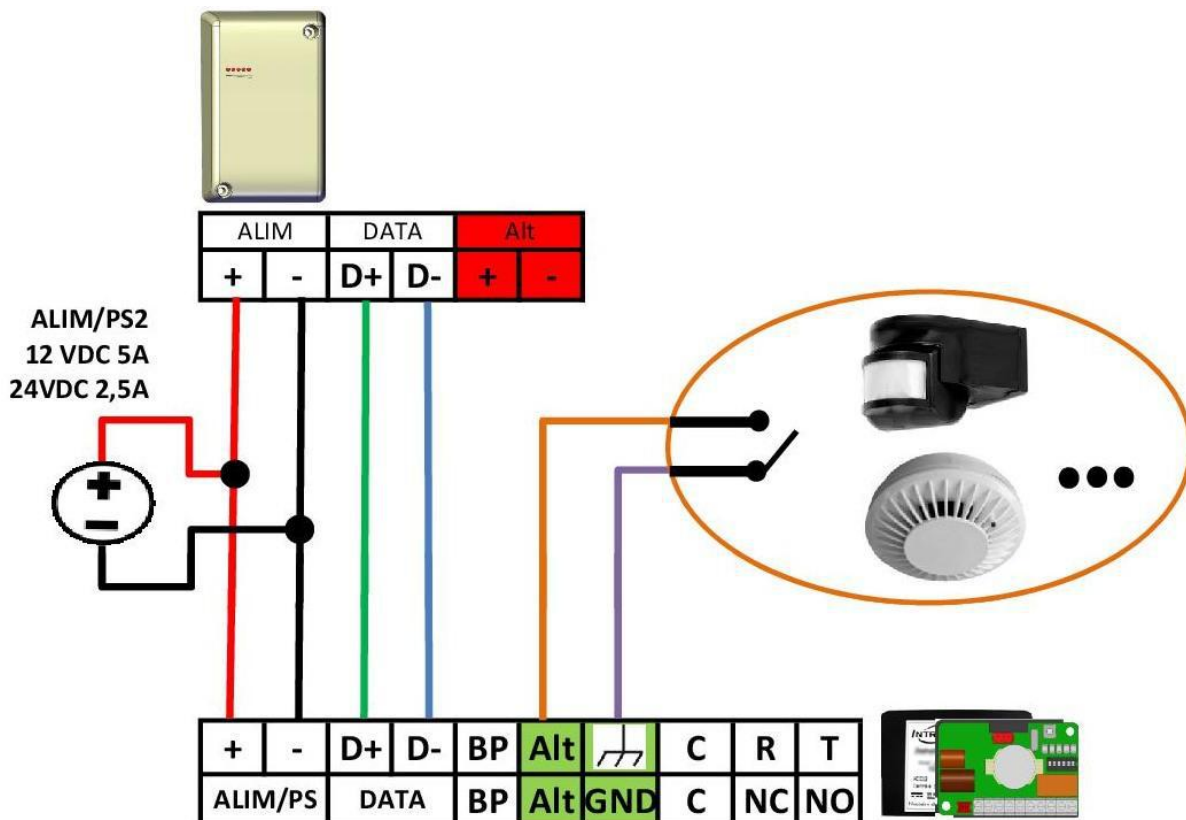 ALIM DATA Alt
+ - D+ D- + -
ALIM/PS2
12 VDC 5A
24VDC 2,5A
+
-
+ - D+ D- BP Alt C R T
ALIM/PS DATA BP Alt GND C NC NO